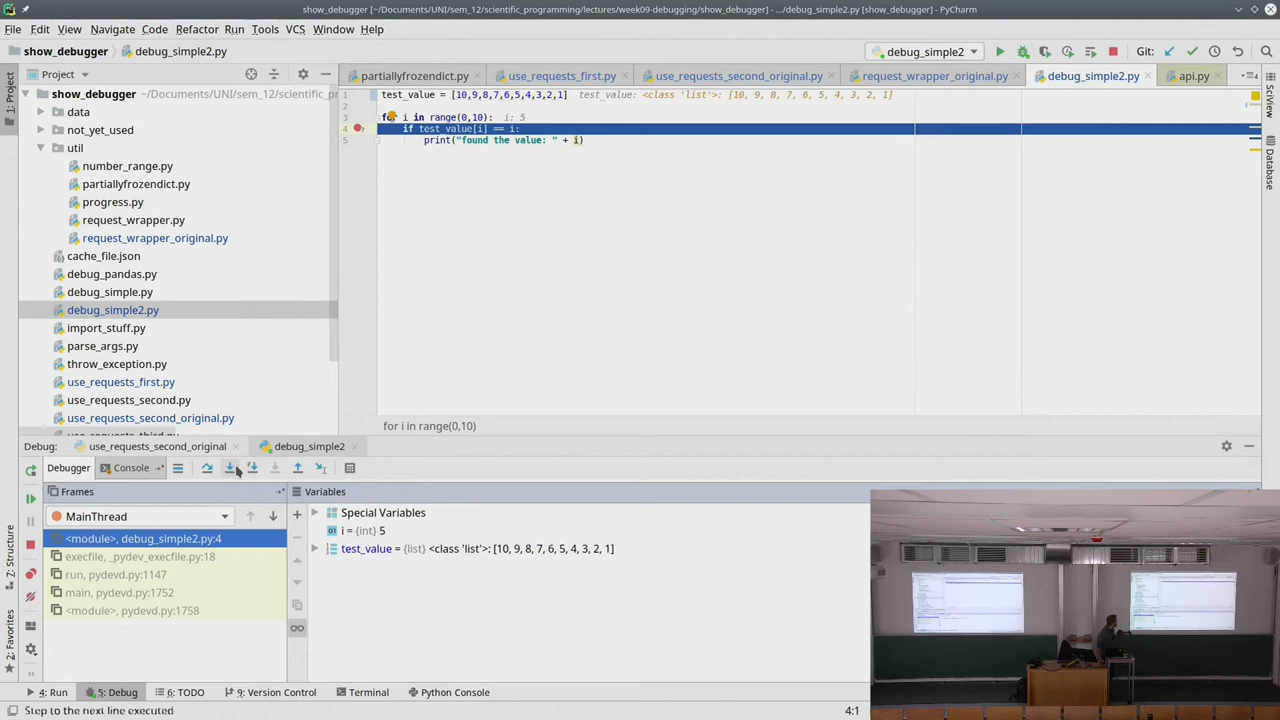 show_debugger [~/Documents/UNI/sem_12/scientific_programming/lectures/week09-debugging/show_debugger] - .../debug_simple2.py [show_debugger] - PyCharm
File Edit View Navigate Code Refactor Run Tools VCS Window Help
show_debugger debug_simple2.py
debug_simple2
Git:
Project
partiallyfrozendict.py use_requests_first.py use_requests_second_original.py request_wrapper_original.py debug_simple2.py api.py
show_debugger ~/Documents/UNI/sem_12/scientific_p
data
not_yet_used
util
number_range.py
partiallyfrozendict.py
progress.py
request_wrapper.py
request_wrapper_original.py
cache_file.json
debug_pandas.py
debug_simple.py
debug_simple2.py
import_stuff.py
parse_args.py
throw_exception.py
use_requests_first.py
use_requests_second.py
use_requests_second_original.py
1 test_value = [10,9,8,7,6,5,4,3,2,1] test_value: <class 'list'>: [10, 9, 8, 7, 6, 5, 4, 3, 2, 1]
2
3 i in range(0,10): i: 5
4 if test_value[i] == i:
5 print("found the value: " + i)
for i in range(0,10)
1: Project
Z: Structure
2: Favorites
SciView
Database
Debug: use_requests_second_original debug_simple2
Debugger Console
Frames
MainThread
<module>, debug_simple2.py:4
execfile, _pydev_execfile.py:18
run, pydevd.py:1147
main, pydevd.py:1752
<module>, pydevd.py:1758
Variables
Special Variables
i = {int} 5
test_value = {list} <class 'list'>: [10, 9, 8, 7, 6, 5, 4, 3, 2, 1]
4: Run 5: Debug 6: TODO 9: Version Control Terminal Python Console
Step to the next line executed
4:1